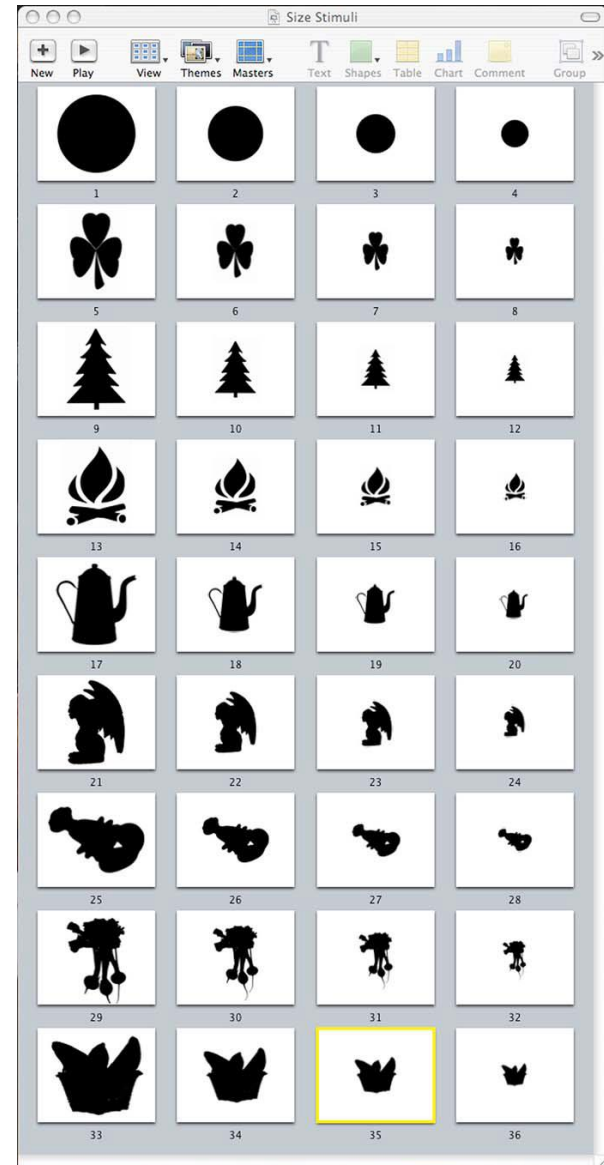 Size Stimuli
New Play View Themes Masters Text Shapes Table Chart Comment Group
1 2 3 4
5 6 7 8
9 10 11 12
13 14 15 16
17 18 19 20
21 22 23 24
25 26 27 28
29 30 31 32
33 34 35 36